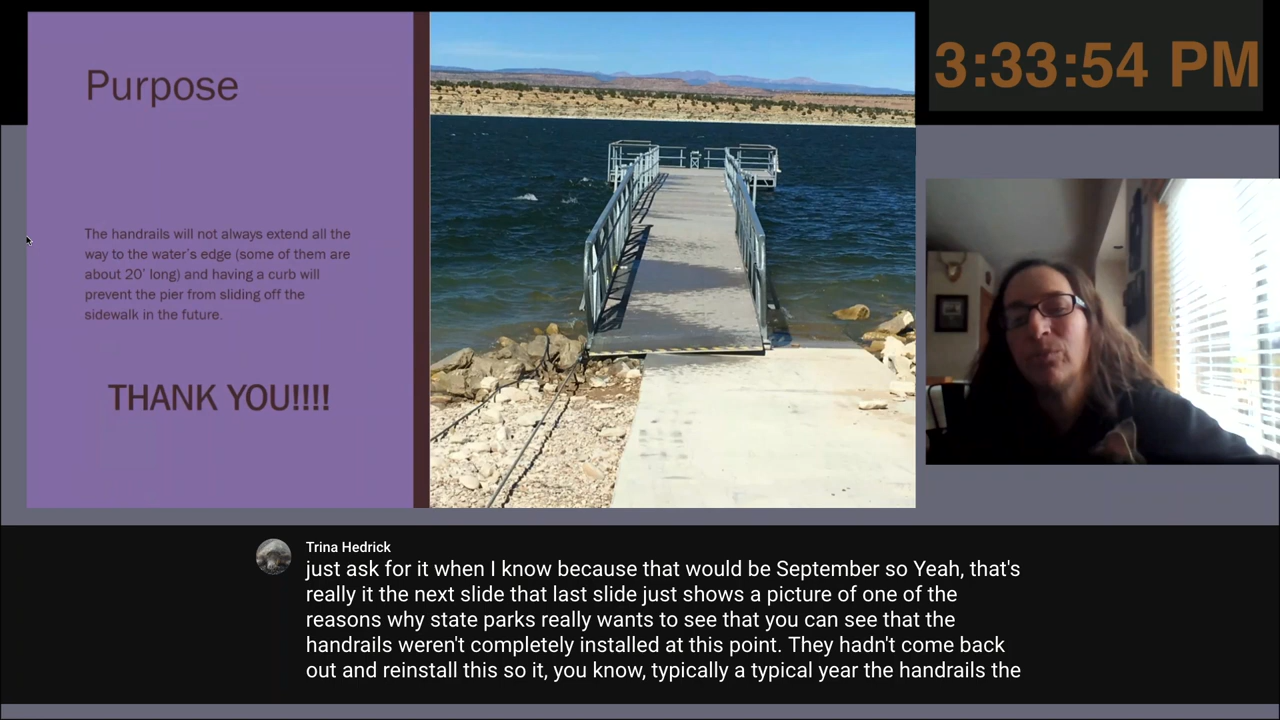 Purpose
3:33:54 PM
The handrails will not always extend all the
way to the water's edge (some of them are
about 20' long) and having a curb will
prevent the pier from sliding off the
sidewalk in the future.
THANK YOU!!!!
Trina Hedrick
just ask for it when I know because that would be September so Yeah, that's
really it the next slide that last slide just shows a picture of one of the
reasons why state parks really wants to see that you can see that the
handrails weren't completely installed at this point. They hadn't come back
out and reinstall this so it, you know, typically a typical year the handrails the